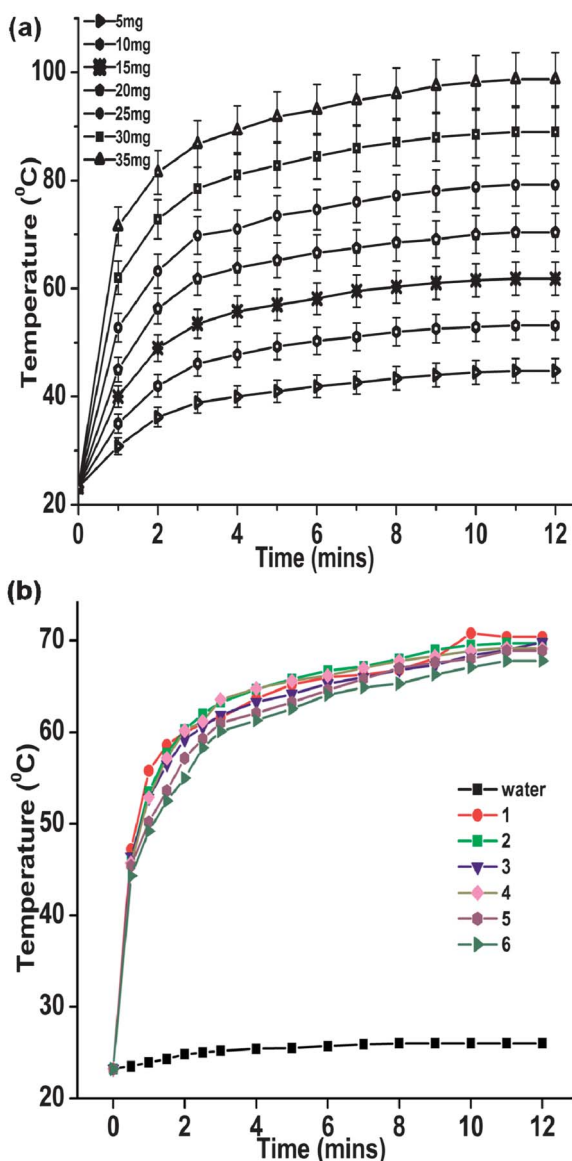 (a)
5mg
10mg
15mg
20mg
25mg
30mg
35mg
100
80
60
40
20
Temperature (⁰C)
0 2 4 6 8 10 12
Time (mins)
(b)
70
60
50
40
30
20
Temperature (⁰C)
water
1
2
3
4
5
6
0 2 4 6 8 10 12
Time (mins)